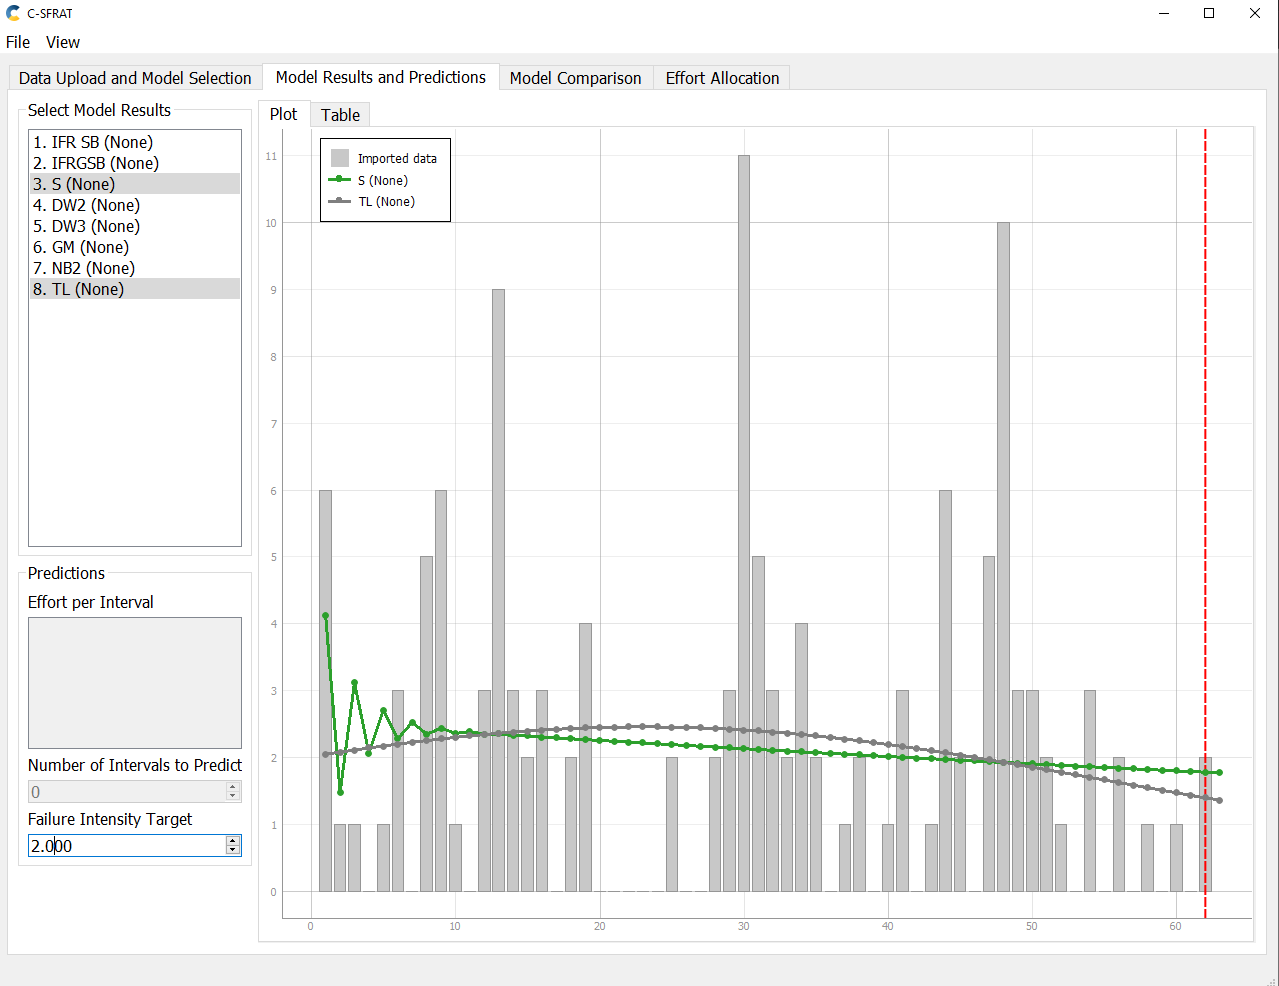 C-SFRAT
File View
Data Upload and Model Selection Model Results and Predictions Model Comparison Effort Allocation
Select Model Results
1. IFR SB (None)
2. IFRGSB (None)
3. S (None)
4. DW2 (None)
5. DW3 (None)
6. GM (None)
7. NB2 (None)
8. TL (None)
Predictions
Effort per Interval
Number of Intervals to Predict
0
Failure Intensity Target
2.000
Plot Table
Imported data
S (None)
TL (None)
11
10
9
8
7
6
5
4
3
2
1
0
0 10 20 30 40 50 60